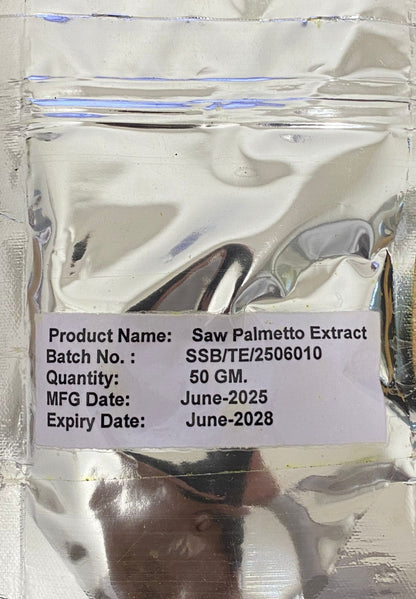 Product Name: Saw Palmetto Extract
Batch No. : SSB/TE/2506010
Quantity: 50 GM.
MFG Date: June-2025
Expiry Date: June-2028